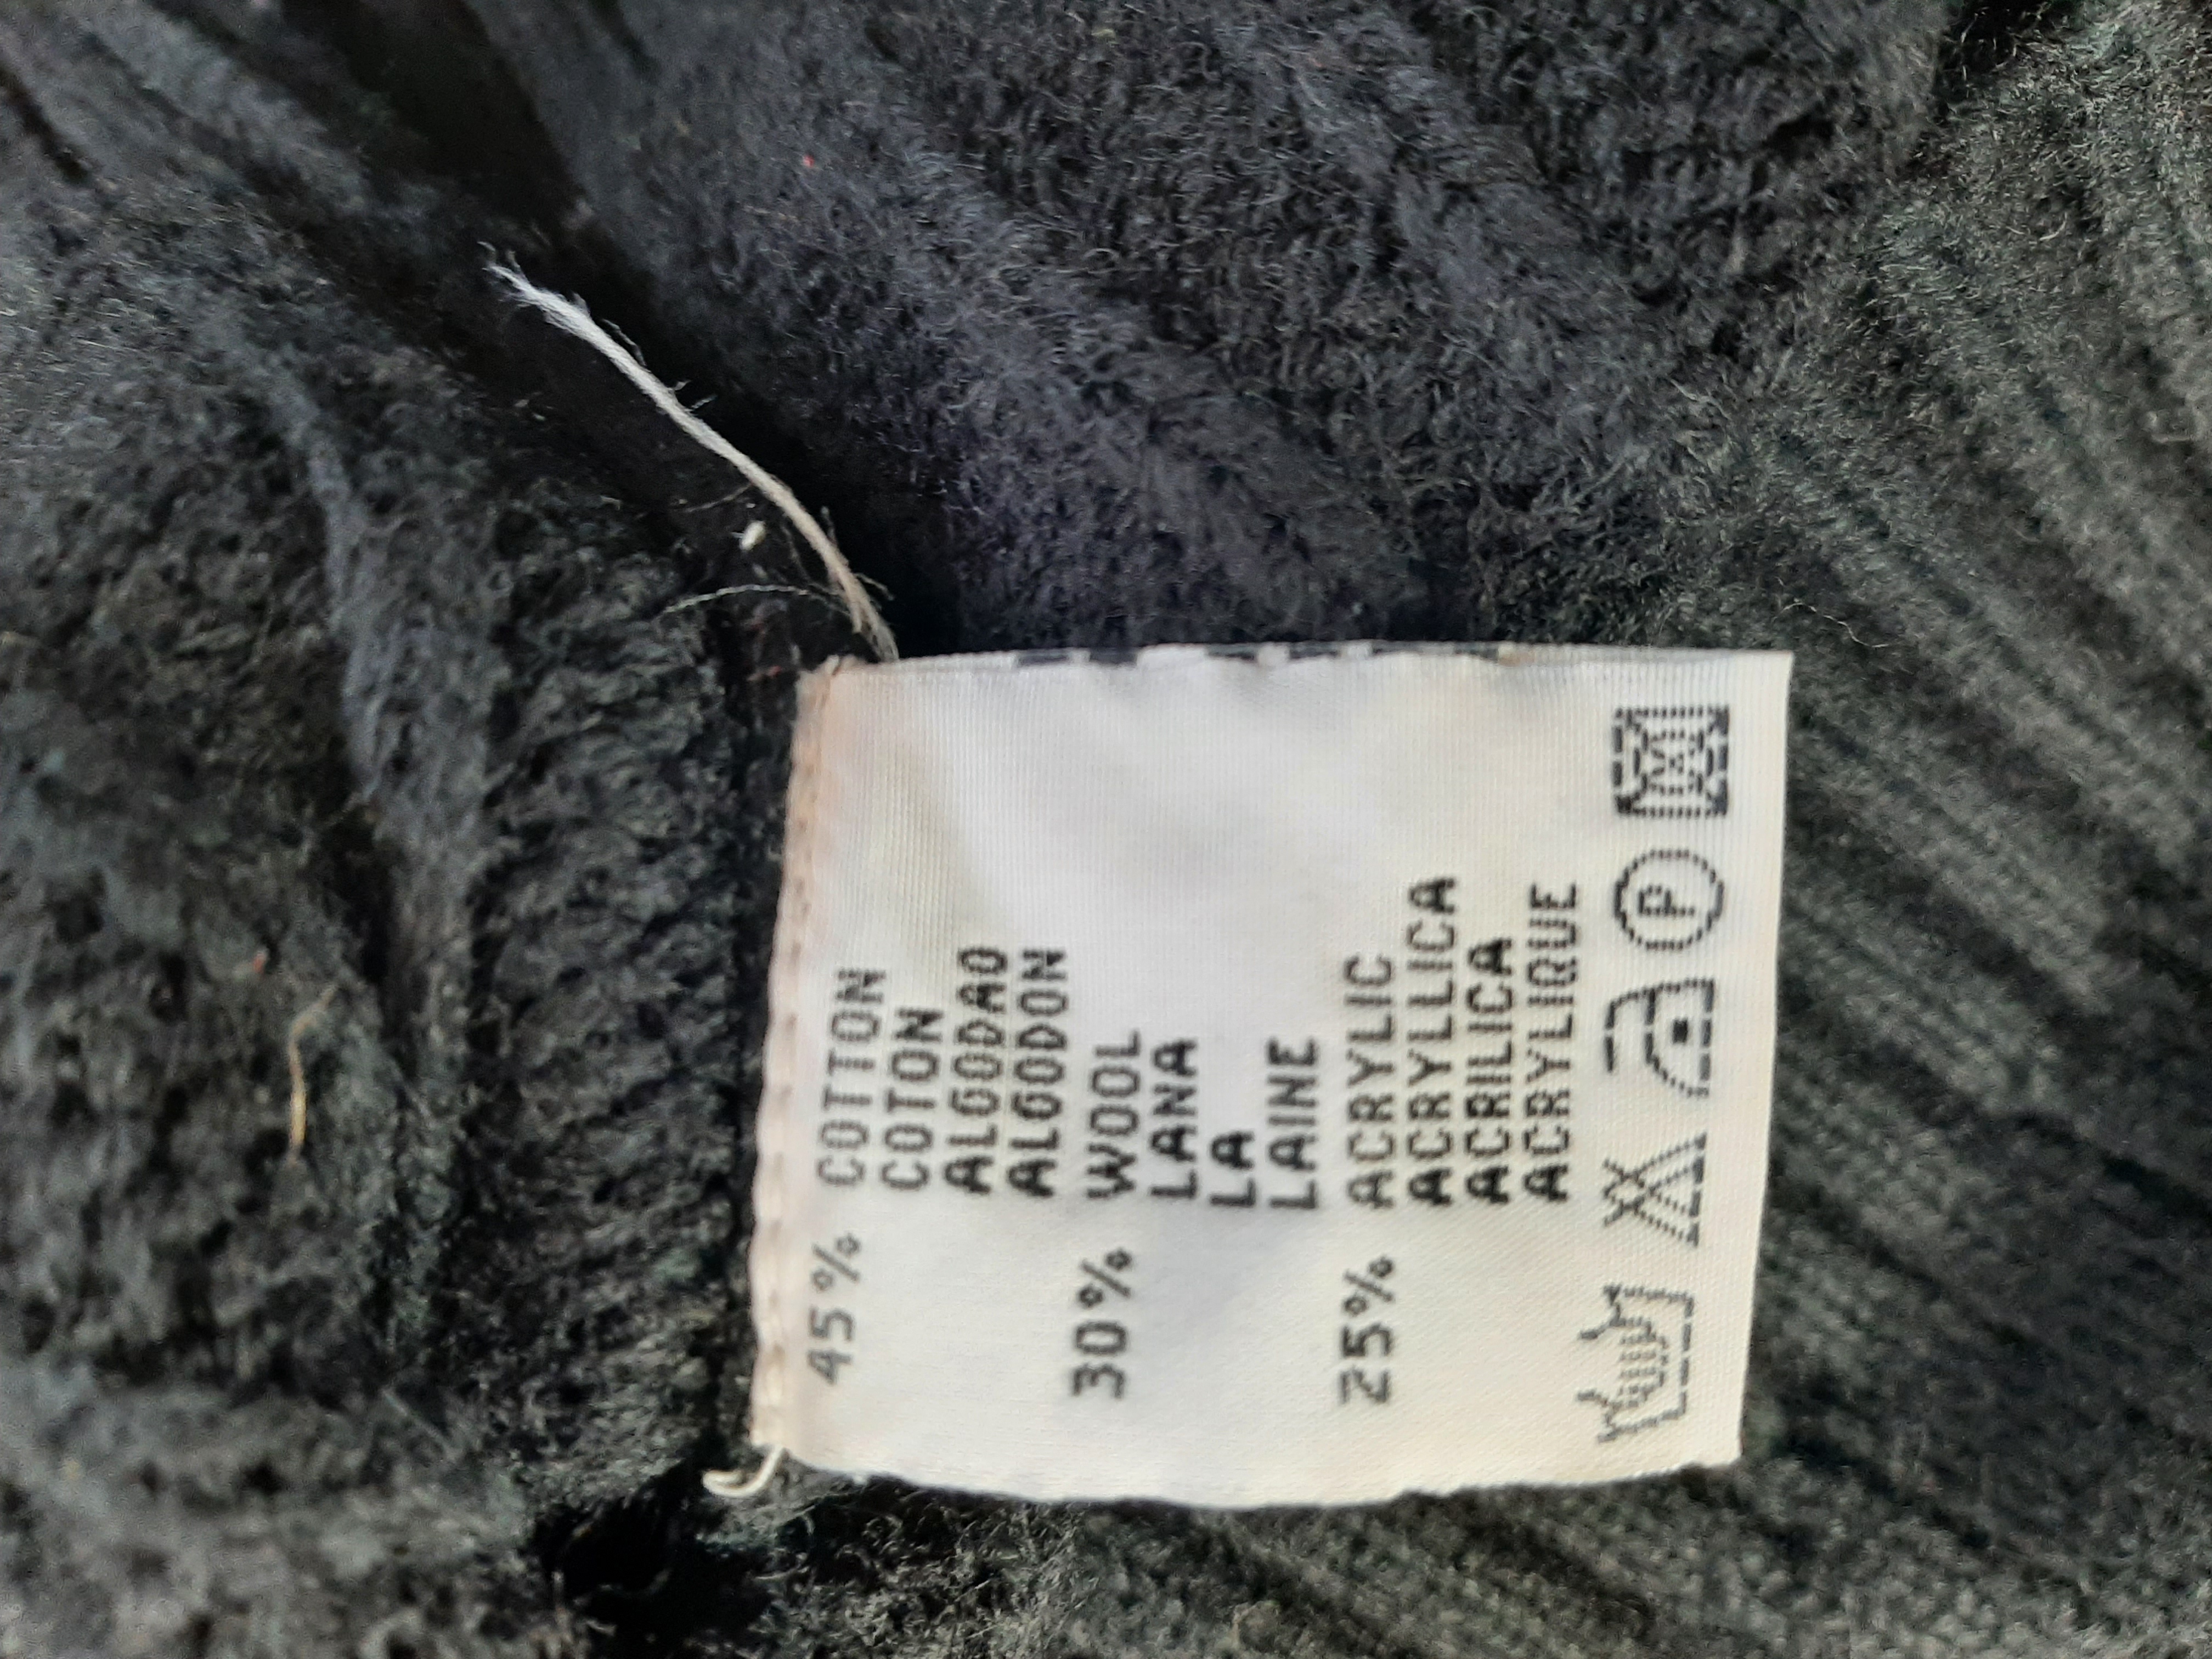 45% COTTON
COTON
ALGODAO
ALGODON
30% WOOL
LANA
LA
LAINE
25% ACRYLIC
ACRYLLICA
ACRILICA
ACRYLIQUE
P